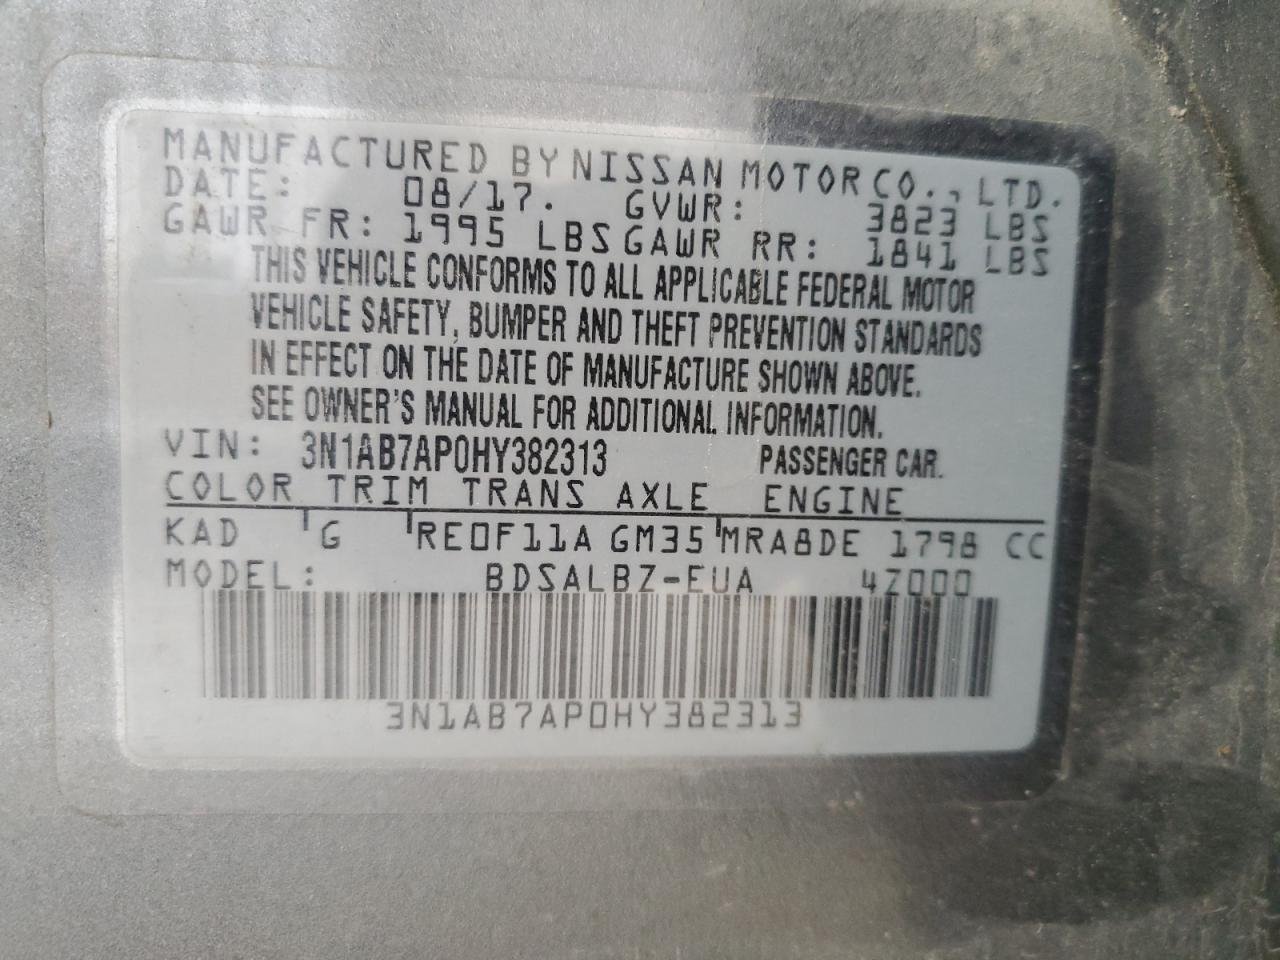 MANUFACTURED BY NISSAN MOTOR CO., LTD.
DATE: 08/17. GVWR: 3823 LBS
GAWR FR: 1995 LBS GAWR RR: 1841 LBS
THIS VEHICLE CONFORMS TO ALL APPLICABLE FEDERAL MOTOR
VEHICLE SAFETY, BUMPER AND THEFT PREVENTION STANDARDS
IN EFFECT ON THE DATE OF MANUFACTURE SHOWN ABOVE.
SEE OWNER'S MANUAL FOR ADDITIONAL INFORMATION.
VIN: 3N1AB7AP0HY382313 PASSENGER CAR.
COLOR TRIM TRANS AXLE ENGINE
KAD G RE0F11A GM35 MRA8DE 1798 CC
MODEL: BDSALBZ-EUA 4Z000
3N1AB7AP0HY382313